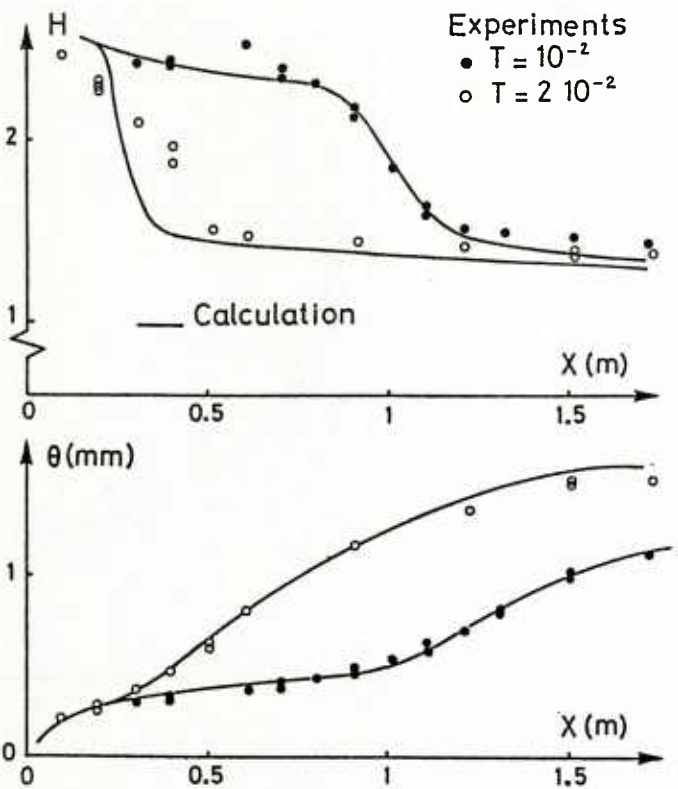 H
Experiments
● T = 10⁻²
○ T = 2 10⁻²
2
1
— Calculation
X (m)
0
0.5
1
1.5
θ (mm)
1
X (m)
0
0
0.5
1
1.5